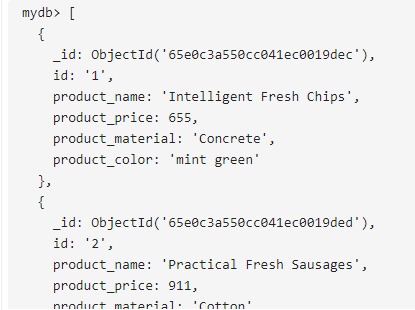 mydb> [
{
_id: ObjectId('65e0c3a550cc041ec0019dec'),
id: '1',
product_name: 'Intelligent Fresh Chips',
product_price: 655,
product_material: 'Concrete',
product_color: 'mint green'
},
{
_id: ObjectId('65e0c3a550cc041ec0019ded'),
id: '2',
product_name: 'Practical Fresh Sausages',
product_price: 911,
product_material: 'Cotton'